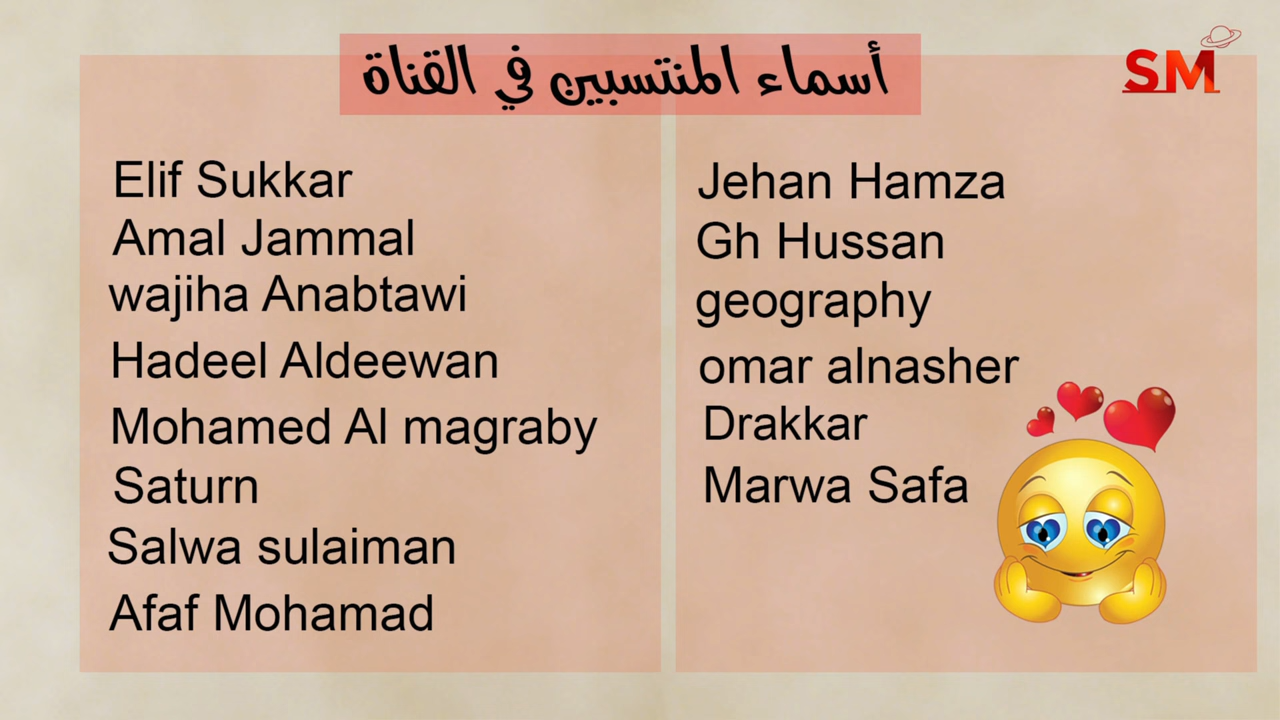 أسماء المنتسبين في القناة
SM
Elif Sukkar
Amal Jammal
wajiha Anabtawi
Hadeel Aldeewan
Mohamed Al magraby
Saturn
Salwa sulaiman
Afaf Mohamad
Jehan Hamza
Gh Hussan
geography
omar alnasher
Drakkar
Marwa Safa